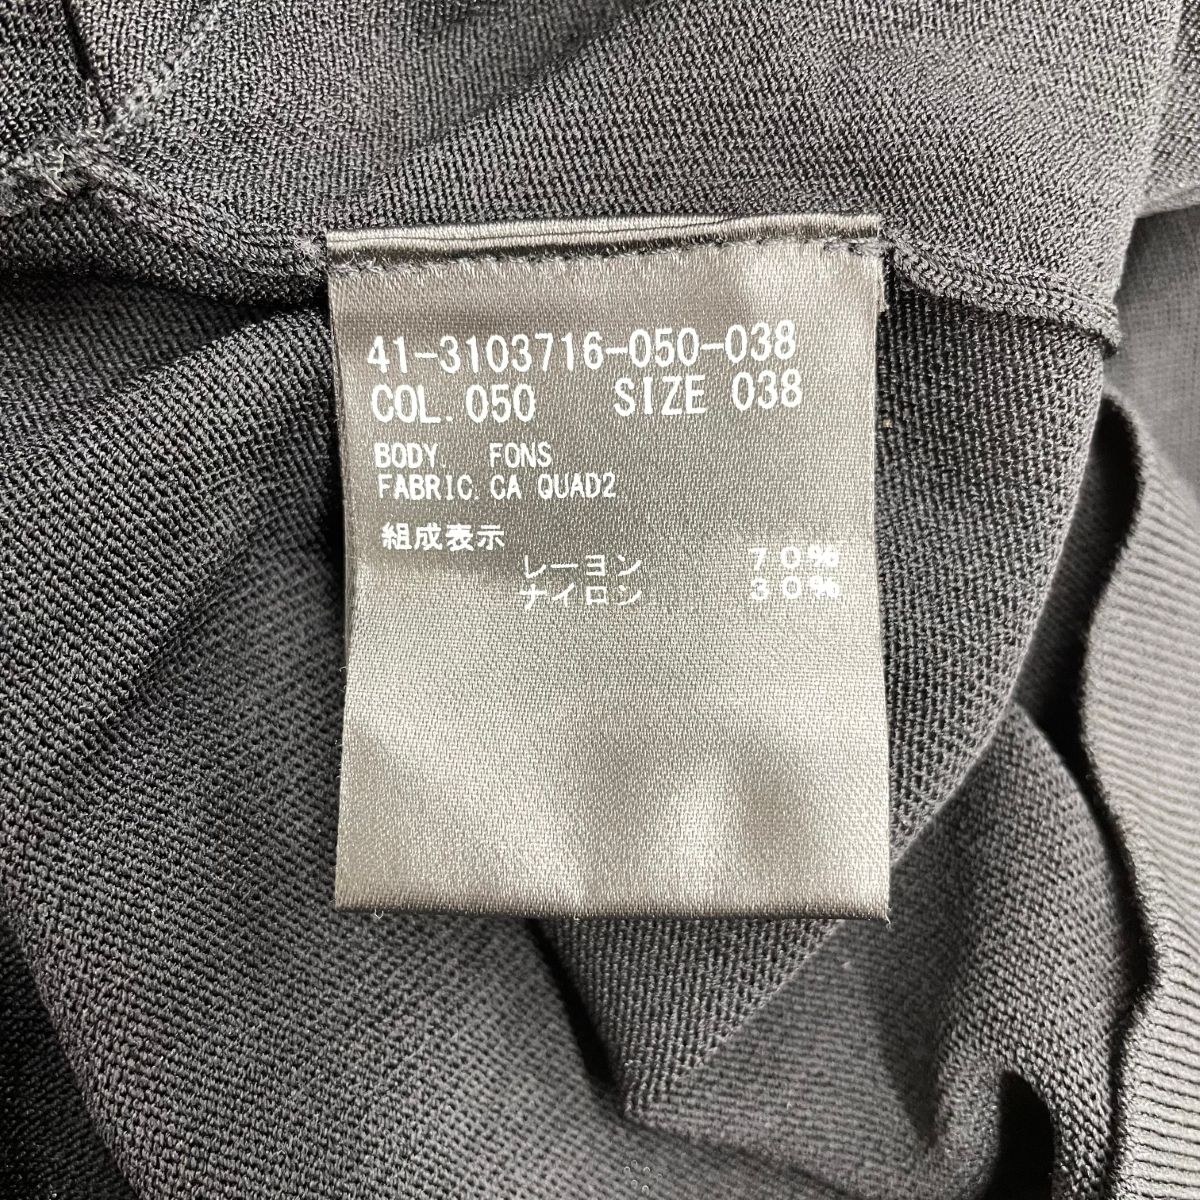 41-3103716-050-038
COL.050 SIZE 038
BODY. FONS
FABRIC.CA QUAD2
組成表示
レーヨン 70%
ナイロン 30%